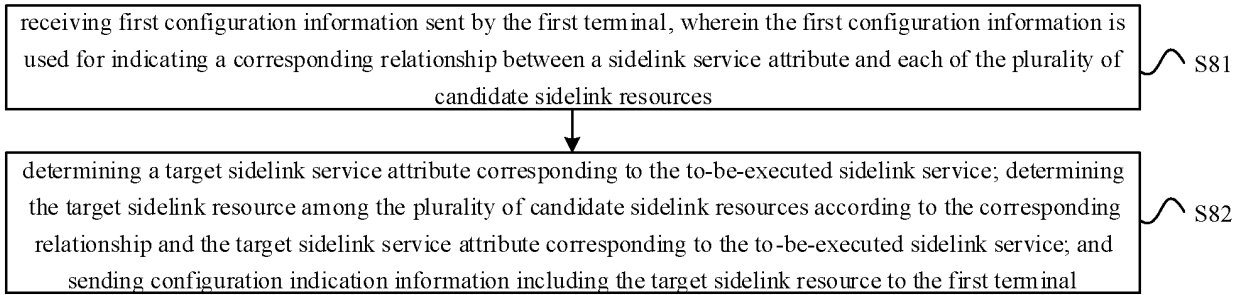 receiving first configuration information sent by the first terminal, wherein the first configuration information is
used for indicating a corresponding relationship between a sidelink service attribute and each of the plurality of
candidate sidelink resources
S81
determining a target sidelink service attribute corresponding to the to-be-executed sidelink service; determining
the target sidelink resource among the plurality of candidate sidelink resources according to the corresponding
relationship and the target sidelink service attribute corresponding to the to-be-executed sidelink service; and
sending configuration indication information including the target sidelink resource to the first terminal
S82